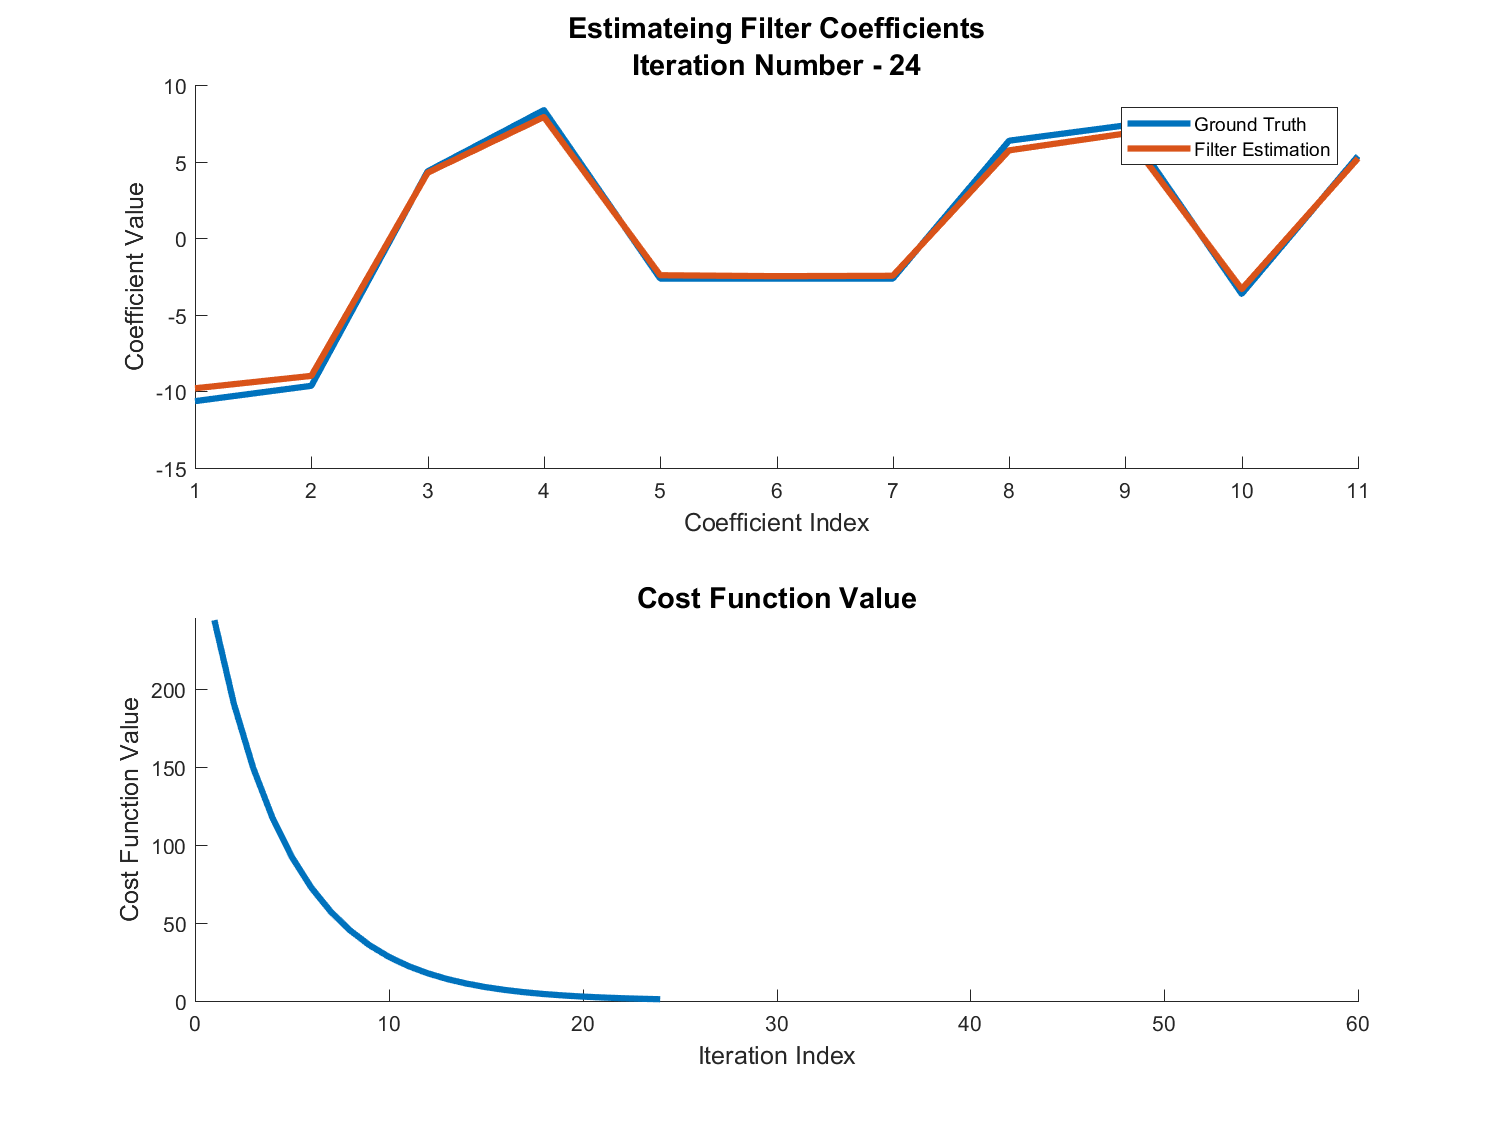 Estimateing Filter Coefficients
Iteration Number - 24
10
5
0
-5
-10
-15
Coefficient Value
Ground Truth
Filter Estimation
1 2 3 4 5 6 7 8 9 10 11
Coefficient Index
Cost Function Value
200
150
100
50
0
Cost Function Value
0 10 20 30 40 50 60
Iteration Index